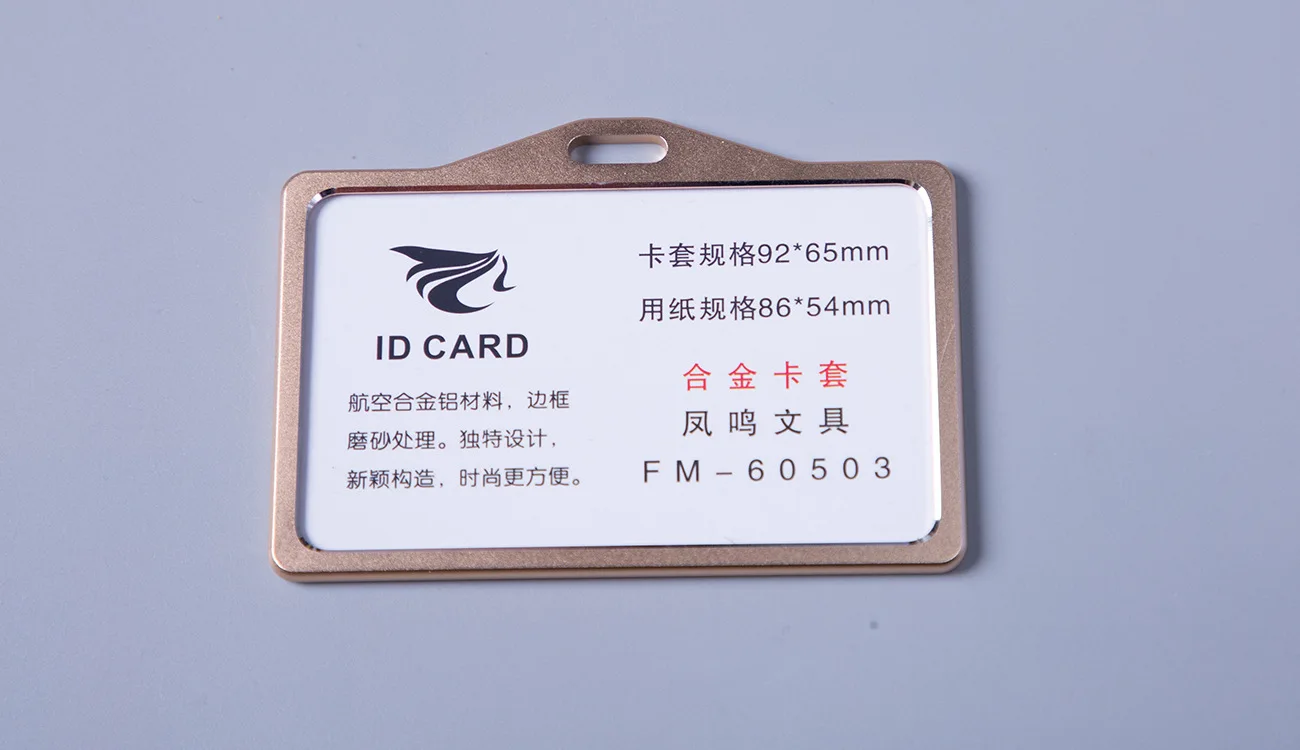 ID CARD
航空合金铝材料，边框
磨砂处理。独特设计，
新颖构造，时尚更方便。
卡套规格92*65mm
用纸规格86*54mm
合金卡套
凤鸣文具
FM-60503